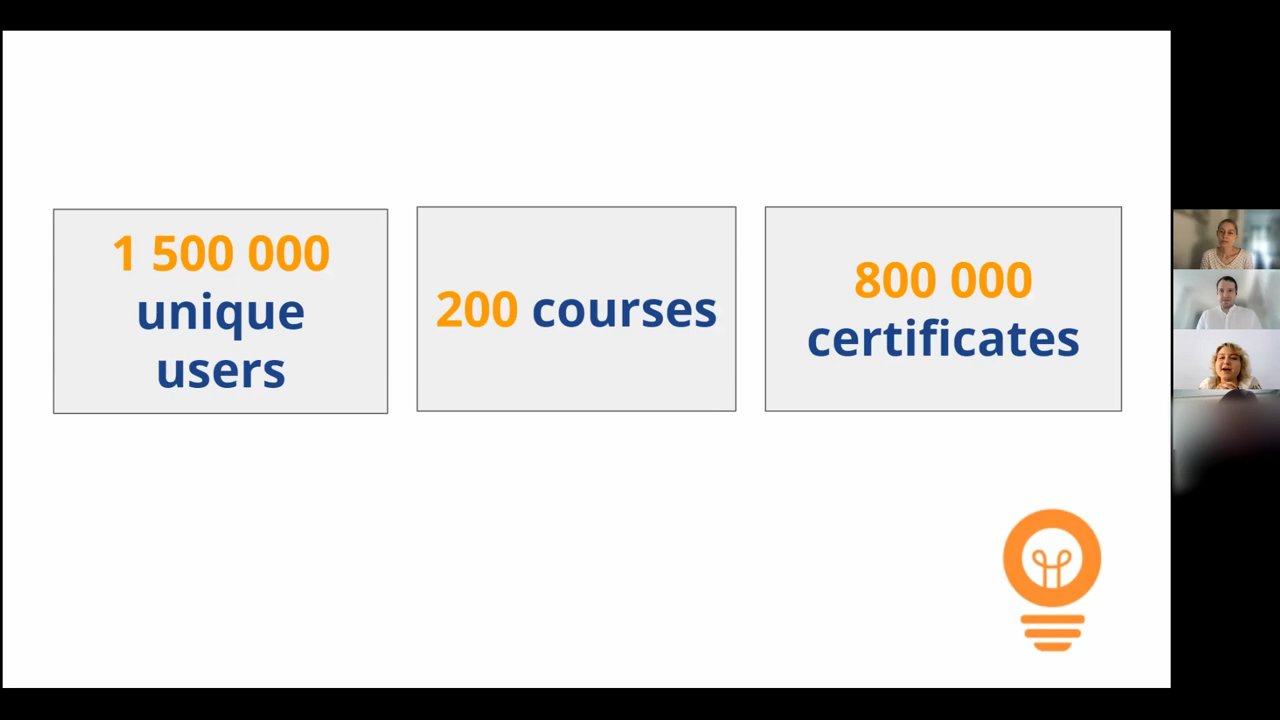 1 500 000
unique
users
200 courses
800 000
certificates